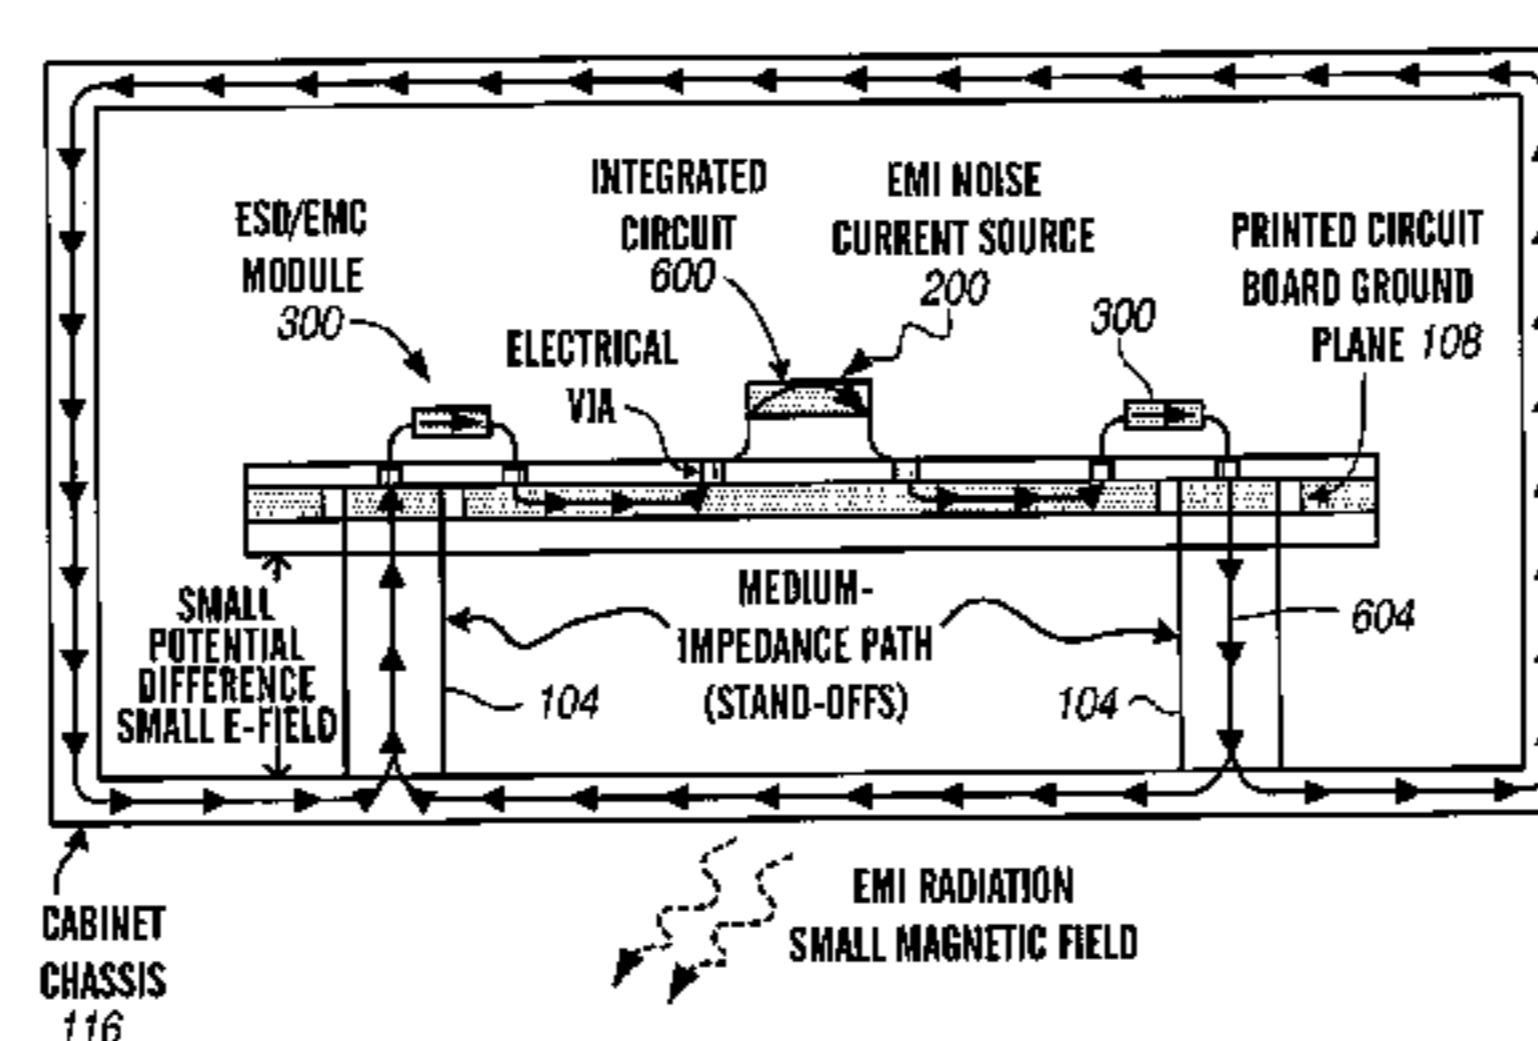 ESD/EMC
MODULE
300
INTEGRATED
CIRCUIT
600
EMI NOISE
CURRENT SOURCE
200
PRINTED CIRCUIT
BOARD GROUND
PLANE 108
300
ELECTRICAL
VIA
SMALL
POTENTIAL
DIFFERENCE
SMALL E-FIELD
MEDIUM-
IMPEDANCE PATH
(STAND-OFFS)
104
104
604
EMI RADIATION
SMALL MAGNETIC FIELD
CABINET
CHASSIS
116